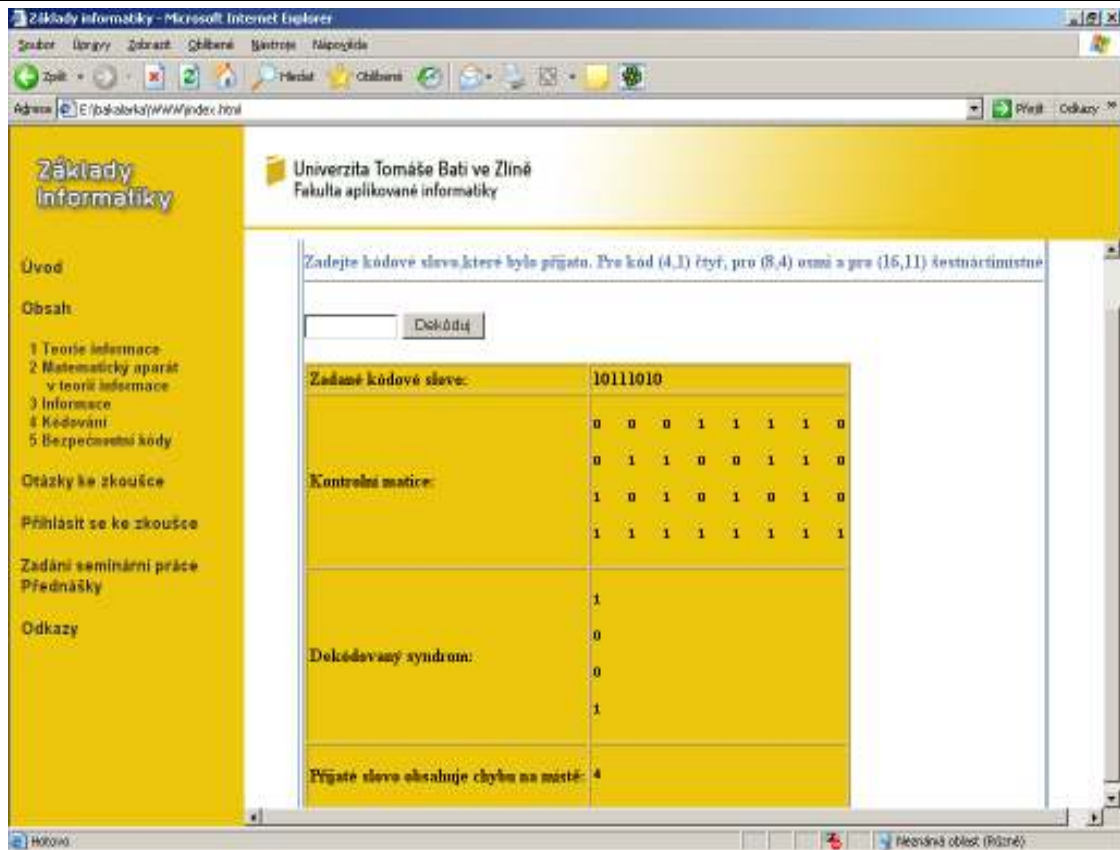 Základy informatiky - Microsoft Internet Explorer
Soubor Úpravy Zobrazit Oblíbené Nástroje Nápověda
Zpět Hledat Oblíbené
Adresa E:\bakalarka\WWW\index.html Přejít Odkazy »
Základy
Informatiky
Univerzita Tomáše Bati ve Zlíně
Fakulta aplikované informatiky
Úvod
Obsah
1 Teorie informace
2 Matematický aparát
v teorii informace
3 Informace
4 Kódování
5 Bezpečnostní kódy
Otázky ke zkoušce
Přihlásit se ke zkoušce
Zadání seminární práce
Přednášky
Odkazy
Zadejte kódové slovo,které bylo přijato. Pro kód (4,1) čtyř, pro (8,4) osmi a pro (16,11) šestnáctimístné
Dekóduj
Zadané kódové slovo: 10111010
Kontrolní matice:
0 0 0 1 1 1 1 0
0 1 1 0 0 1 1 0
1 0 1 0 1 0 1 0
1 1 1 1 1 1 1 1
Dekódovaný syndrom:
1
0
0
1
Přijaté slovo obsahuje chybu na místě: 4
Hotovo
Neznámá oblast (Různé)